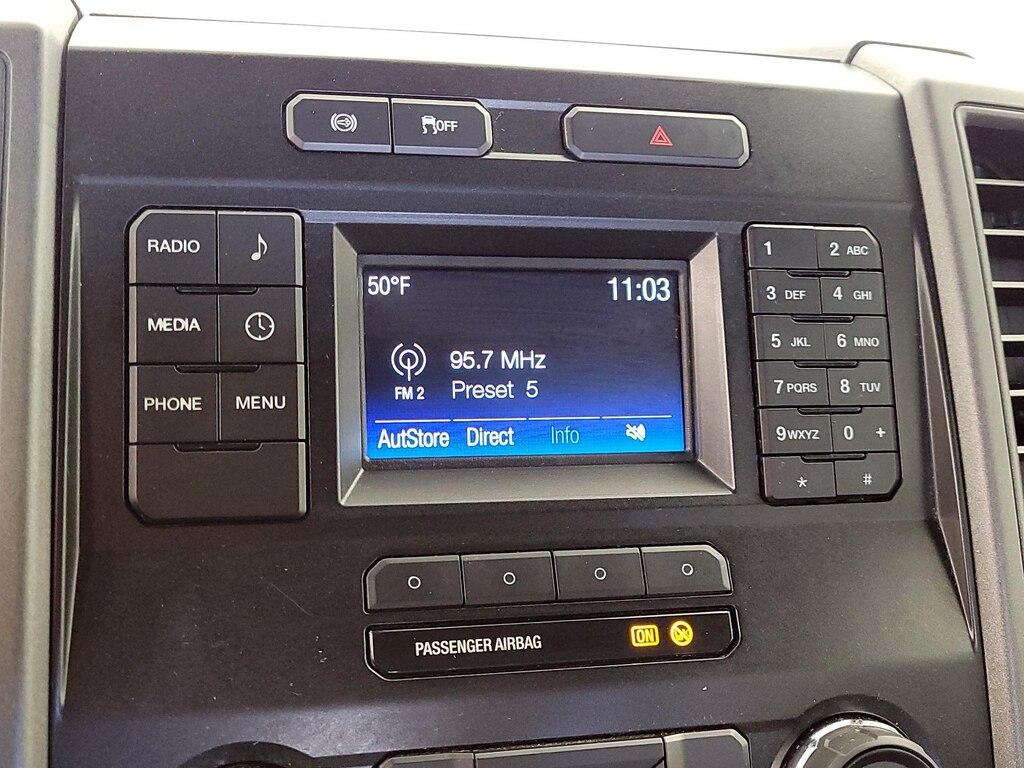 OFF
RADIO
MEDIA
PHONE MENU
50°F 11:03
95.7 MHz
FM 2 Preset 5
AutStore Direct Info
1 2 ABC
3 DEF 4 GHI
5 JKL 6 MNO
7 PQRS 8 TUV
9 WXYZ 0 +
* #
PASSENGER AIRBAG ON